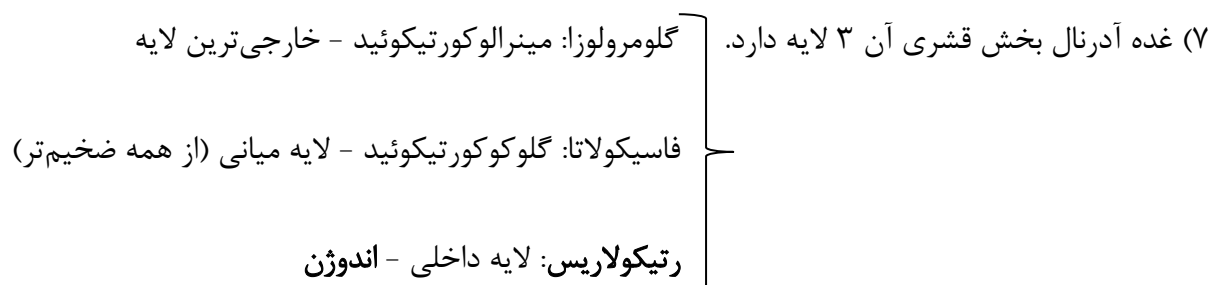 ۷) غده آدرنال بخش قشری آن ۳ لایه دارد.
گلومرولوزا: مینرالوکورتیکوئید - خارجی‌ترین لایه
فاسیکولاتا: گلوکوکورتیکوئید - لایه میانی (از همه ضخیم‌تر)
رتیکولاریس: لایه داخلی - اندوژن